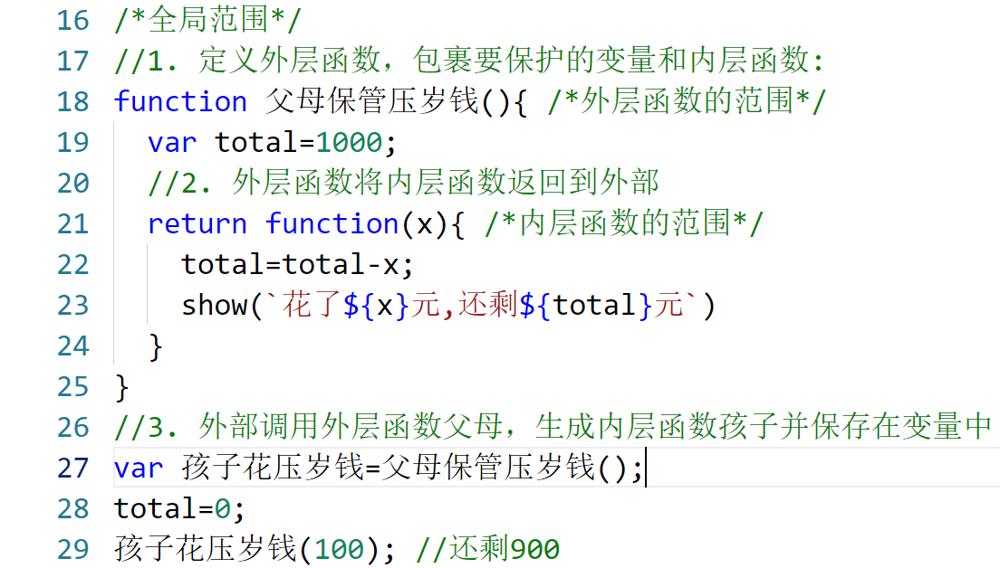 16 /*全局范围*/
17 //1. 定义外层函数，包裹要保护的变量和内层函数:
18 function 父母保管压岁钱(){ /*外层函数的范围*/
19 var total=1000;
20 //2. 外层函数将内层函数返回到外部
21 return function(x){ /*内层函数的范围*/
22 total=total-x;
23 show(`花了${x}元,还剩${total}元`)
24 }
25 }
26 //3. 外部调用外层函数父母，生成内层函数孩子并保存在变量中
27 var 孩子花压岁钱=父母保管压岁钱();
28 total=0;
29 孩子花压岁钱(100); //还剩900